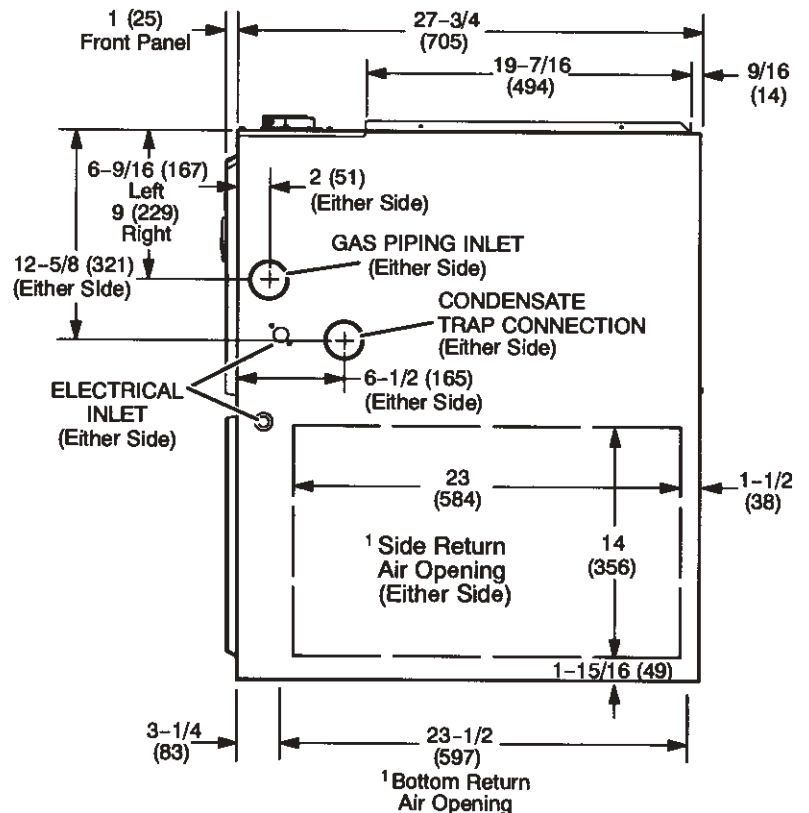 1 (25)
Front Panel
27–3/4
(705)
19–7/16
(494)
9/16
(14)
6–9/16 (167)
Left
9 (229)
Right
2 (51)
(Either Side)
12–5/8 (321)
(Either Side)
GAS PIPING INLET
(Either Side)
CONDENSATE
TRAP CONNECTION
(Either Side)
6–1/2 (165)
(Either Side)
ELECTRICAL
INLET
(Either Side)
23
(584)
1–1/2
(38)
1 Side Return
Air Opening
(Either Side)
14
(356)
1–15/16 (49)
3–1/4
(83)
23–1/2
(597)
1 Bottom Return
Air Opening